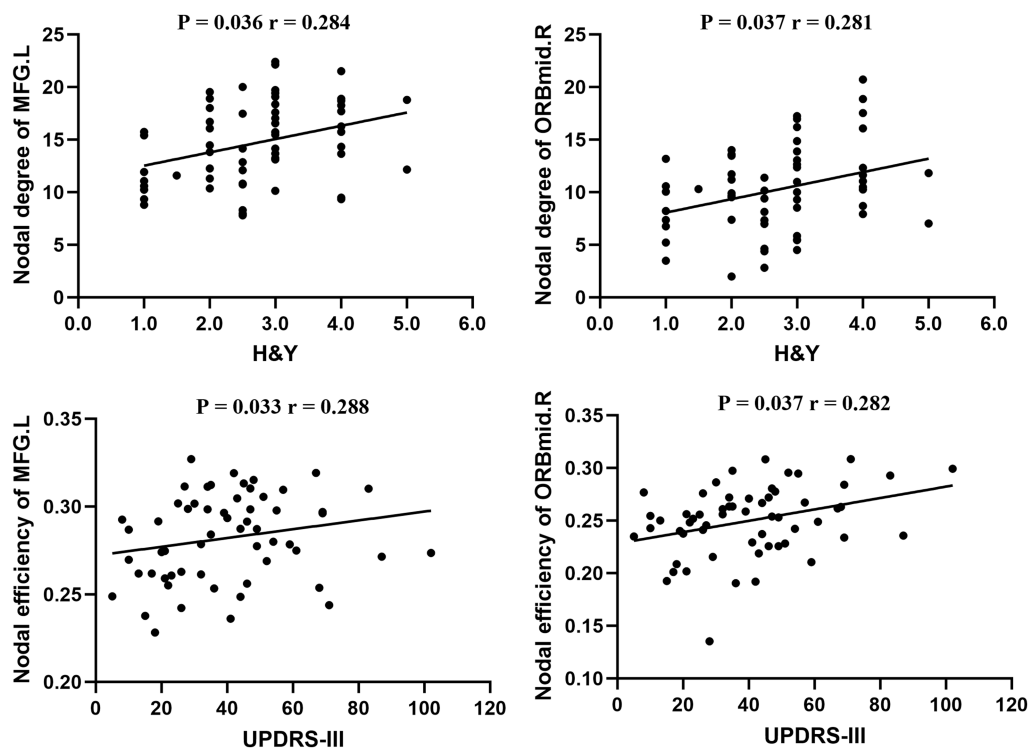 P = 0.036 r = 0.284
Nodal degree of MFG.L
25
20
15
10
5
0
0.0 1.0 2.0 3.0 4.0 5.0 6.0
H&Y
P = 0.037 r = 0.281
Nodal degree of ORBmid.R
25
20
15
10
5
0
0.0 1.0 2.0 3.0 4.0 5.0 6.0
H&Y
P = 0.033 r = 0.288
Nodal efficiency of MFG.L
0.35
0.30
0.25
0.20
0 20 40 60 80 100 120
UPDRS-III
P = 0.037 r = 0.282
Nodal efficiency of ORBmid.R
0.35
0.30
0.25
0.20
0.15
0.10
0 20 40 60 80 100 120
UPDRS-III